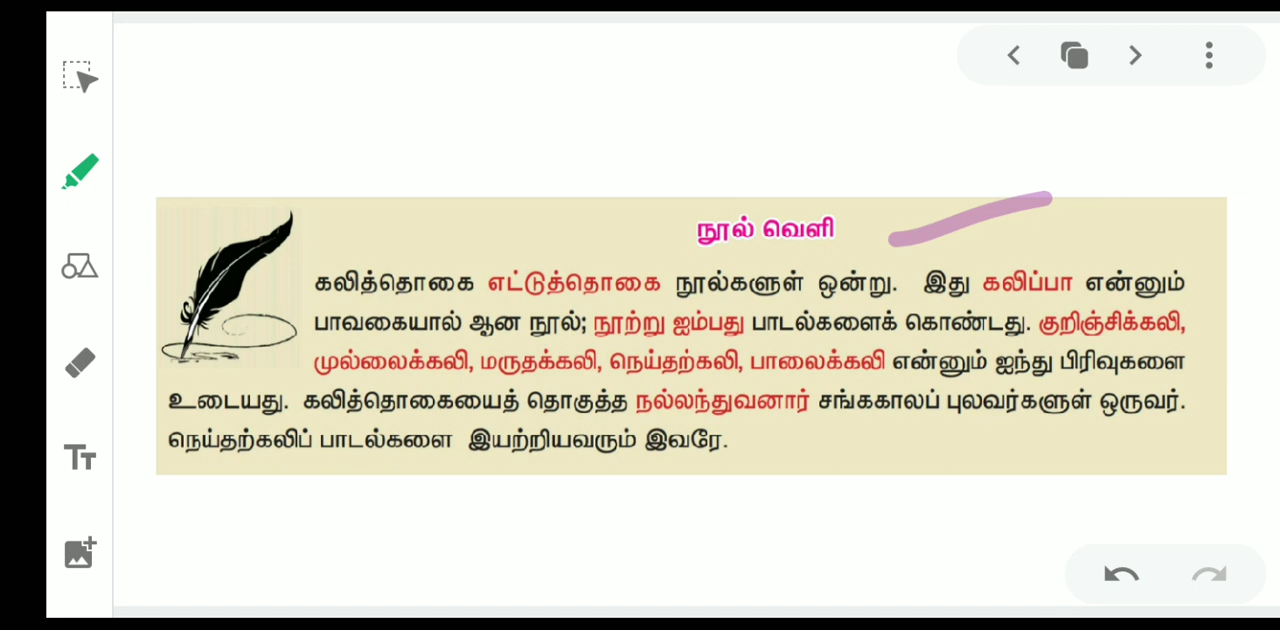 நூல் வெளி
கலித்தொகை எட்டுத்தொகை நூல்களுள் ஒன்று. இது கலிப்பா என்னும்
பாவகையால் ஆன நூல்; நூற்று ஐம்பது பாடல்களைக் கொண்டது. குறிஞ்சிக்கலி,
முல்லைக்கலி, மருதக்கலி, நெய்தற்கலி, பாலைக்கலி என்னும் ஐந்து பிரிவுகளை
உடையது. கலித்தொகையைத் தொகுத்த நல்லந்துவனார் சங்ககாலப் புலவர்களுள் ஒருவர்.
நெய்தற்கலிப் பாடல்களை இயற்றியவரும் இவரே.
Tт